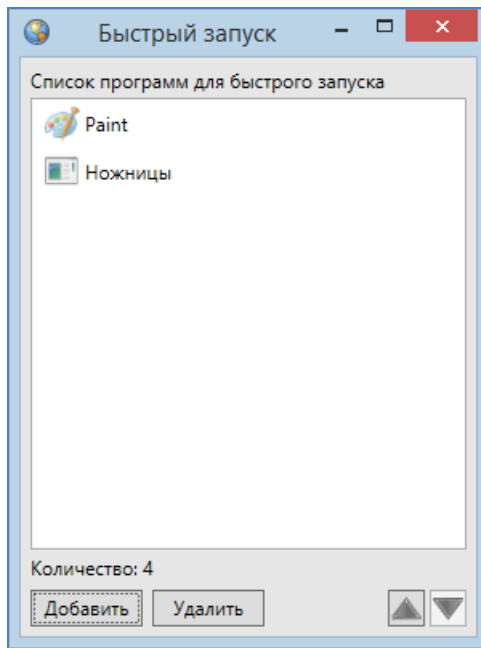 Быстрый запуск
Список программ для быстрого запуска
Paint
Ножницы
Количество: 4
Добавить Удалить